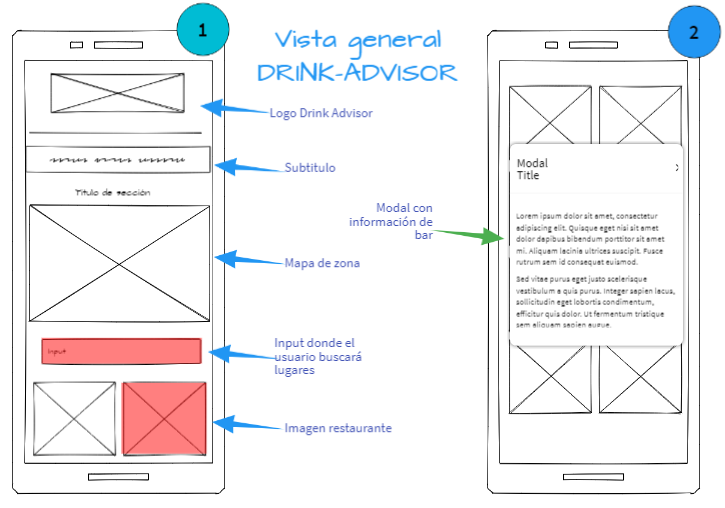 1
Vista general
DRINK-ADVISOR
2
Logo Drink Advisor
Subtitulo
Título de sección
Mapa de zona
Input
Input donde el
usuario buscará
lugares
Imagen restaurante
Modal con
información de
bar
Modal
Title
Lorem ipsum dolor sit amet, consectetur
adipiscing elit. Quisque eget nisi sit amet
dolor dapibus bibendum porttitor sit amet
mi. Aliquam lacinia ultrices suscipit. Fusce
rutrum sem id consequat euismod.
Sed vitae purus eget justo scelerisque
vestibulum a quis purus. Integer sapien lacus,
sollicitudin eget lobortis condimentum,
efficitur quis dolor. Ut fermentum tristique
sem aliquam sapien augue.